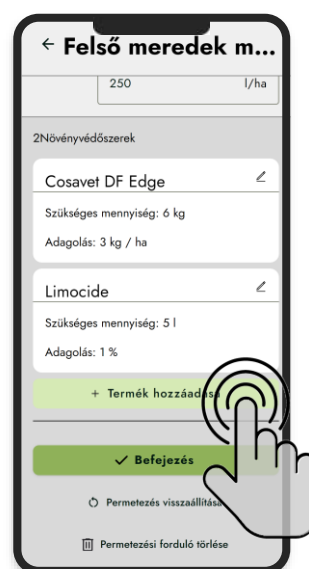 ← Felső meredek m...
250 l/ha
2Növényvédőszerek
Cosavet DF Edge
Szükséges mennyiség: 6 kg
Adagolás: 3 kg / ha
Limocide
Szükséges mennyiség: 5 l
Adagolás: 1 %
+ Termék hozzáadása
✓ Befejezés
Permetezés visszaállítása
Permetezési forduló törlése